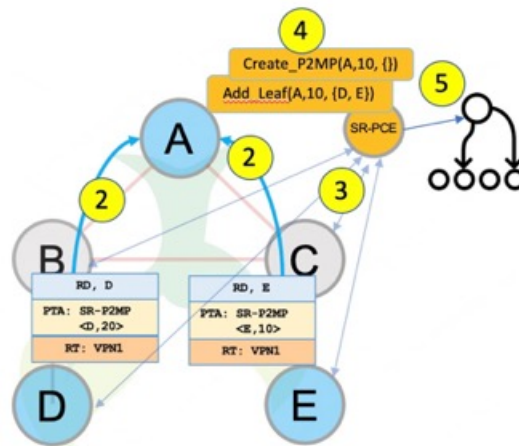 4
Create_P2MP(A,10, {})
Add_Leaf(A,10, {D, E})
5
SR-PCE
A
2
2
3
B
C
RD, D
PTA: SR-P2MP
<D,20>
RT: VPN1
RD, E
PTA: SR-P2MP
<E,10>
RT: VPN1
D
E